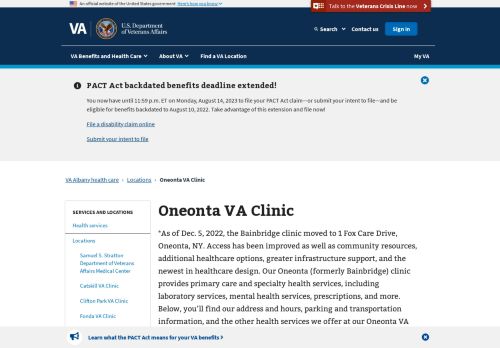 An official website of the United States government Here's how you know
Talk to the Veterans Crisis Line now
VA
U.S. Department
of Veterans Affairs
Search
Contact us
Sign in
VA Benefits and Health Care
About VA
Find a VA Location
My VA
PACT Act backdated benefits deadline extended!
You now have until 11:59 p.m. ET on Monday, August 14, 2023 to file your PACT Act claim—or submit your intent to file—and
be eligible for benefits backdated to August 10, 2022. Take advantage of this extension and file now!
File a disability claim online
Submit your intent to file
VA Albany health care › Locations › Oneonta VA Clinic
SERVICES AND LOCATIONS
Health services
Locations
Samuel S. Stratton
Department of Veterans
Affairs Medical Center
Catskill VA Clinic
Clifton Park VA Clinic
Fonda VA Clinic
Oneonta VA Clinic
*As of Dec. 5, 2022, the Bainbridge clinic moved to 1 Fox Care Drive,
Oneonta, NY. Access has been improved as well as community resources,
additional healthcare options, greater infrastructure support, and the
newest in healthcare design. Our Oneonta (formerly Bainbridge) clinic
provides primary care and specialty health services, including
laboratory services, mental health services, prescriptions, and more.
Below, you'll find our address and hours, parking and transportation
information, and the other health services we offer at our Oneonta VA
Learn what the PACT Act means for your VA benefits